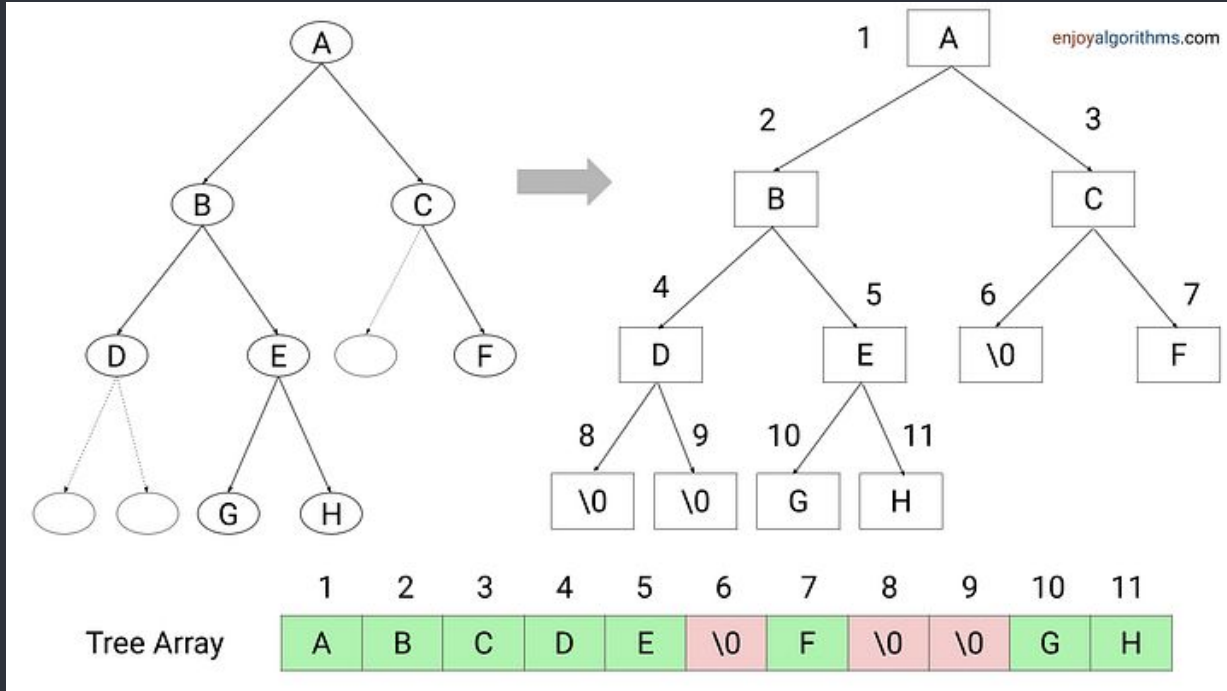 A
1 A enjoyalgorithms.com
2 3
B C B C
4 5 6 7
D E F D E \0 F
8 9 10 11
G H \0 \0 G H
1 2 3 4 5 6 7 8 9 10 11
Tree Array A B C D E \0 F \0 \0 G H